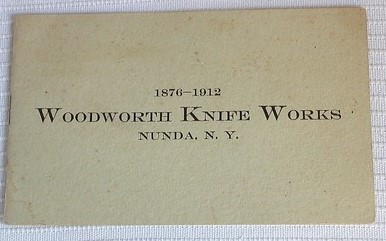 1876–1912
WOODWORTH KNIFE WORKS
NUNDA, N. Y.